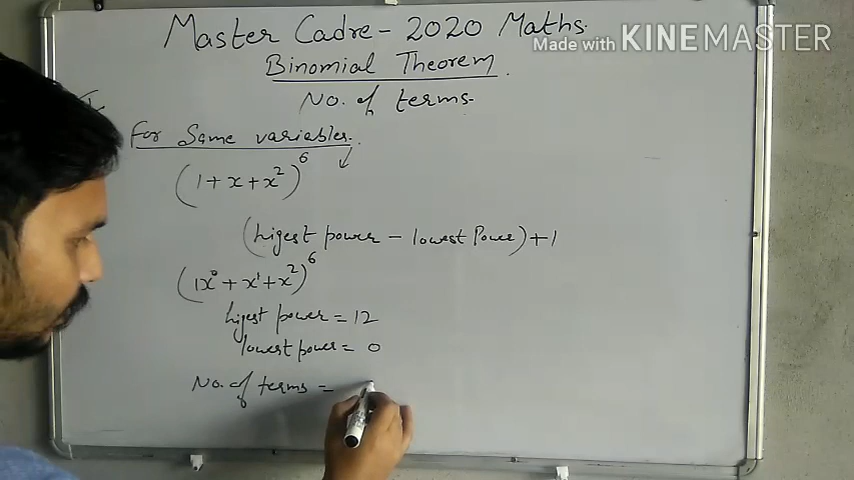 Master Cadre - 2020 Maths.
Made with KINEMASTER
Binomial Theorem.
No. of terms.
For Same variables.
(1 + x + x²)⁶
(higest power - lowest Power) + 1
(1x⁰ + x¹ + x²)⁶
higest power = 12
lowest power = 0
No. of terms =